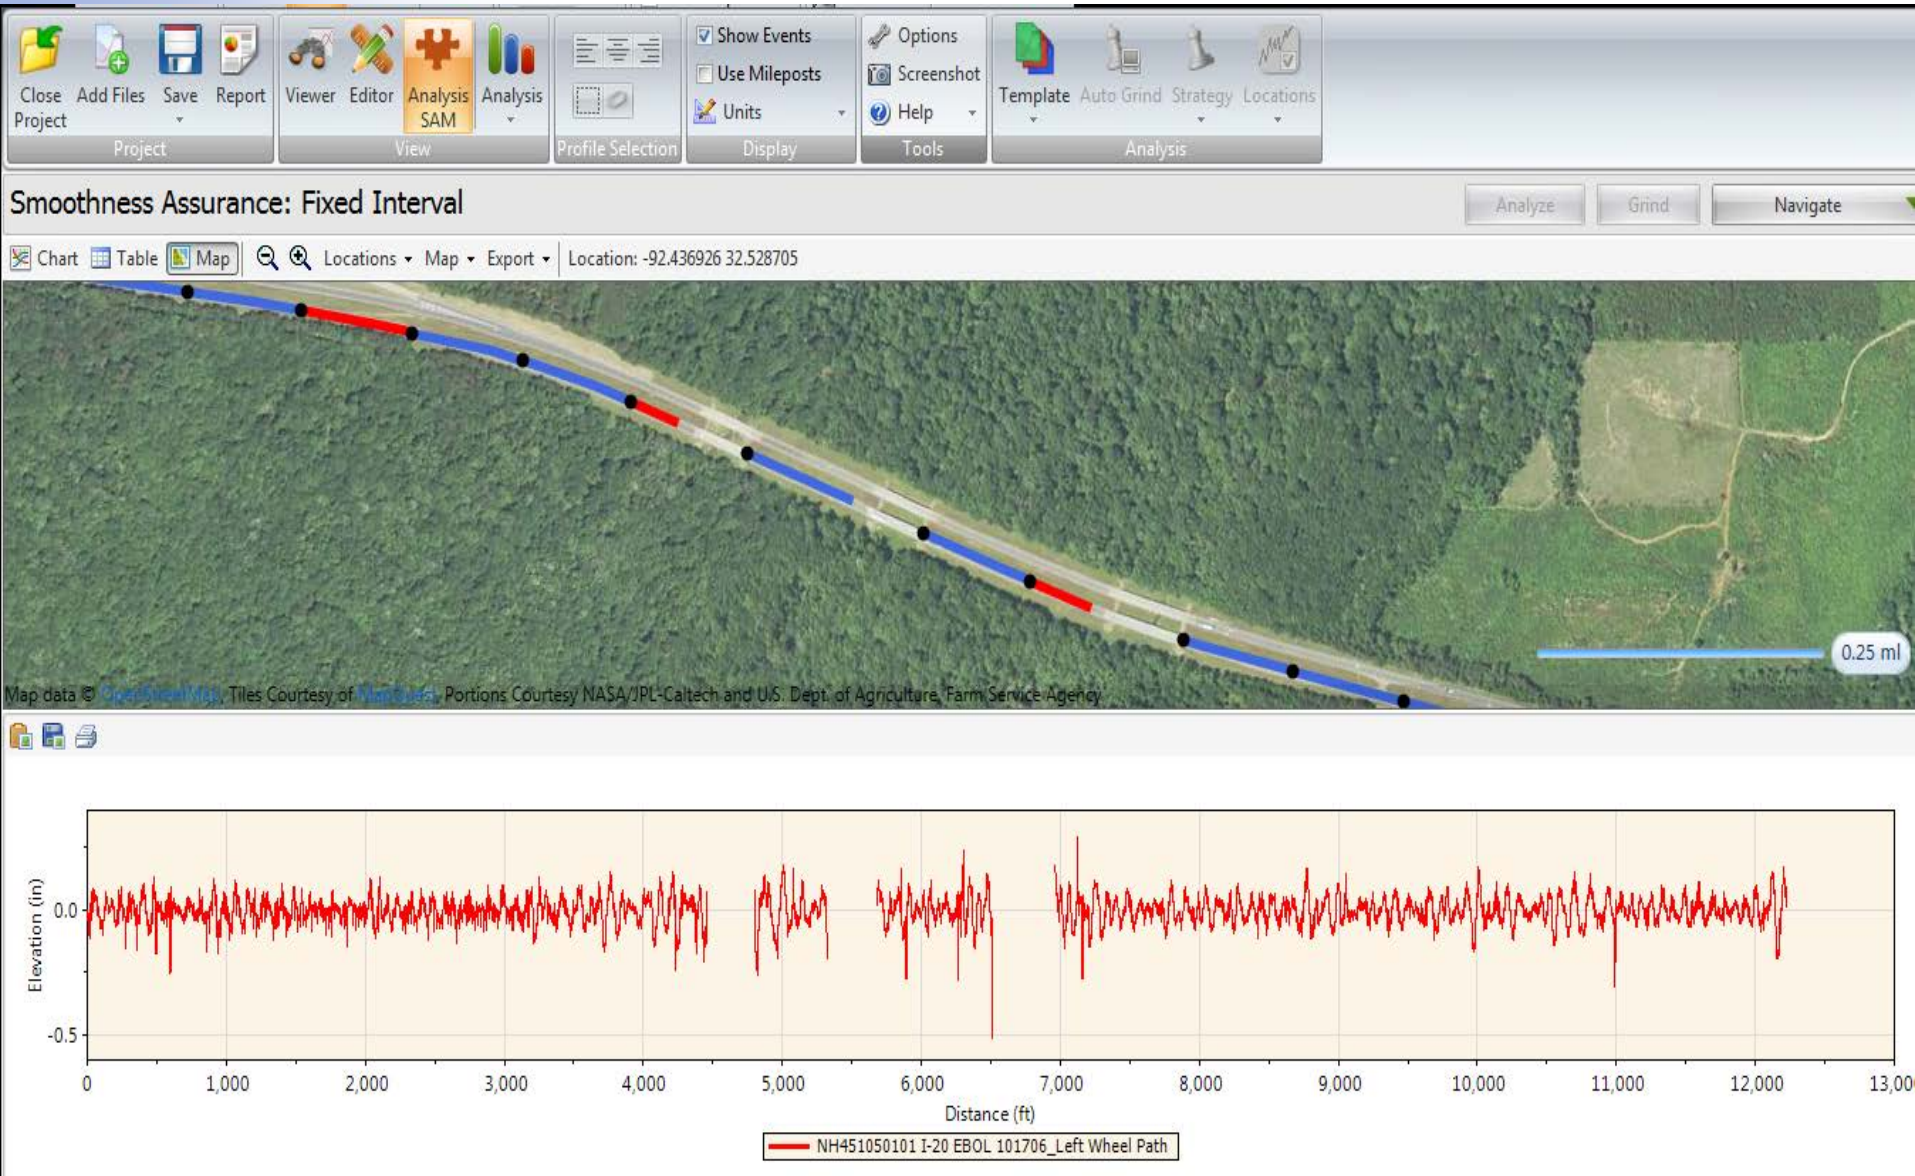 Close Project
Add Files
Save
Report
Project
Viewer
Editor
Analysis SAM
Analysis
View
Profile Selection
Show Events
Use Mileposts
Units
Display
Options
Screenshot
Help
Tools
Template
Auto Grind
Strategy
Locations
Analysis
Smoothness Assurance: Fixed Interval
Analyze
Grind
Navigate
Chart
Table
Map
Locations
Map
Export
Location: -92.436926 32.528705
0.25 ml
Map data © OpenStreetMap, Tiles Courtesy of MapQuest, Portions Courtesy NASA/JPL-Caltech and U.S. Dept. of Agriculture, Farm Service Agency
Elevation (in)
0.0
-0.5
0 1,000 2,000 3,000 4,000 5,000 6,000 7,000 8,000 9,000 10,000 11,000 12,000 13,00
Distance (ft)
NH451050101 I-20 EBOL 101706_Left Wheel Path